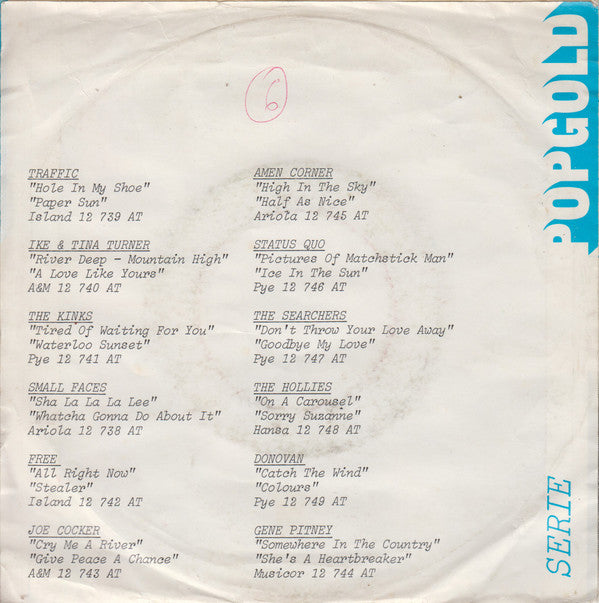 6
POPGOLD
SERIE
TRAFFIC
"Hole In My Shoe"
"Paper Sun"
Island 12 739 AT
IKE & TINA TURNER
"River Deep - Mountain High"
"A Love Like Yours"
A&M 12 740 AT
THE KINKS
"Tired Of Waiting For You"
"Waterloo Sunset"
Pye 12 741 AT
SMALL FACES
"Sha La La La Lee"
"Whatcha Gonna Do About It"
Ariola 12 738 AT
FREE
"All Right Now"
"Stealer"
Island 12 742 AT
JOE COCKER
"Cry Me A River"
"Give Peace A Chance"
A&M 12 743 AT
AMEN CORNER
"High In The Sky"
"Half As Nice"
Ariola 12 745 AT
STATUS QUO
"Pictures Of Matchstick Man"
"Ice In The Sun"
Pye 12 746 AT
THE SEARCHERS
"Don't Throw Your Love Away"
"Goodbye My Love"
Pye 12 747 AT
THE HOLLIES
"On A Carousel"
"Sorry Suzanne"
Hansa 12 748 AT
DONOVAN
"Catch The Wind"
"Colours"
Pye 12 749 AT
GENE PITNEY
"Somewhere In The Country"
"She's A Heartbreaker"
Musicor 12 744 AT